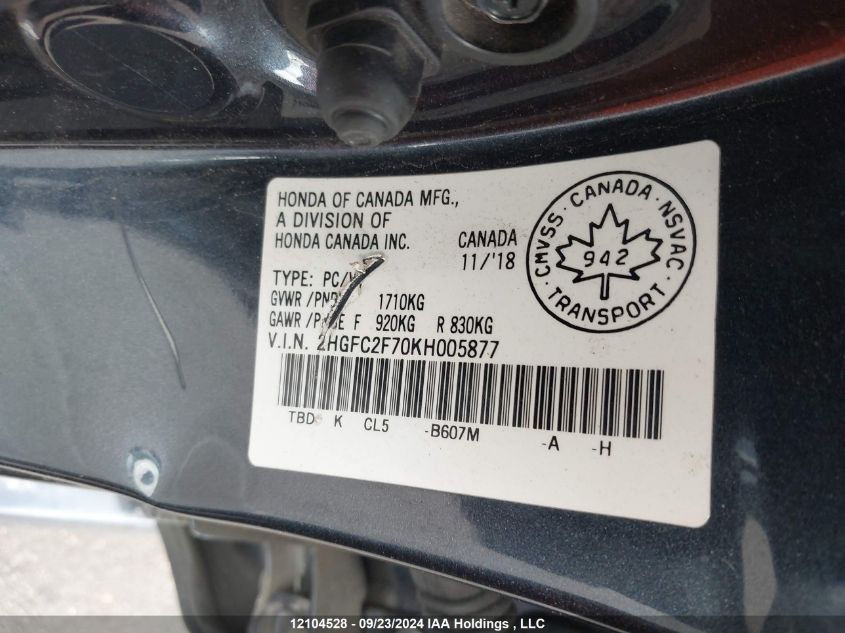 HONDA OF CANADA MFG.,
A DIVISION OF
HONDA CANADA INC.
CANADA
11/'18
TYPE: PC/
GVWR /PNB 1710KG
GAWR /P BE F 920KG R 830KG
V.I.N. 2HGFC2F70KH005877
TBD K CL5 -B607M -A -H
CMVSS · CANADA · NSVAC
942
TRANSPORT
12104528 - 09/23/2024 IAA Holdings , LLC